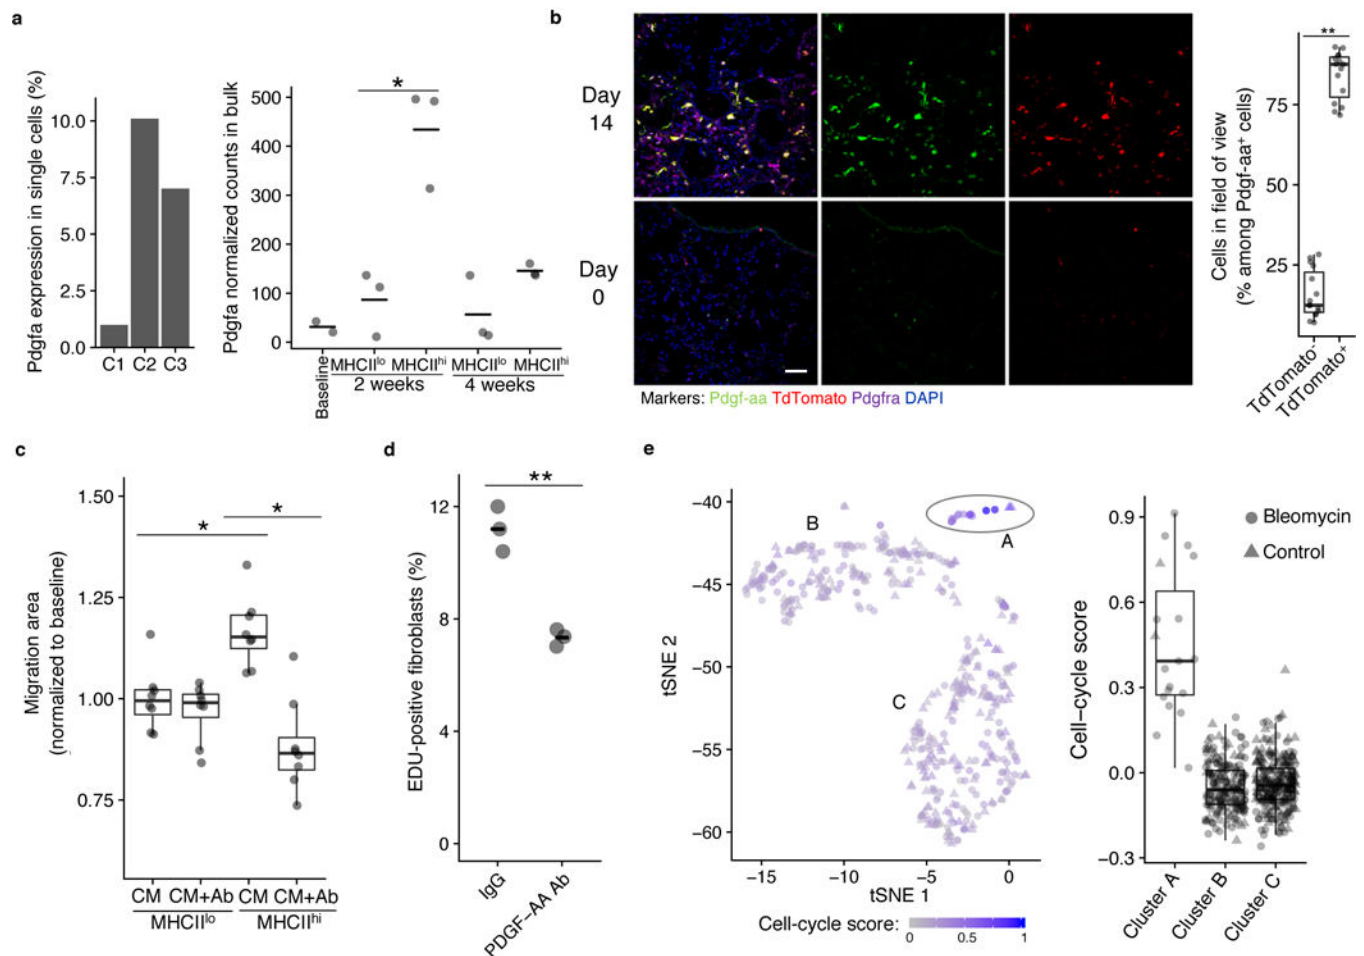 a
Pdgfa expression in single cells (%)
10.0
7.5
5.0
2.5
0.0
C1 C2 C3
Pdgfa normalized counts in bulk
500
400
300
200
100
0
*
Baseline
MHCIIlo MHCIIhi MHCIIlo MHCIIhi
2 weeks 4 weeks
b
Day
14
Day
0
Markers: Pdgf-aa TdTomato Pdgfra DAPI
Cells in field of view
(% among Pdgf-aa+ cells)
75
25
**
TdTomato-
TdTomato+
c
Migration area
(normalized to baseline)
1.50
1.25
1.00
0.75
*
*
CM CM+Ab CM CM+Ab
MHCIIlo MHCIIhi
d
EDU-positive fibroblasts (%)
12
8
4
0
**
IgG
PDGF-AA Ab
e
tSNE 2
-40
-45
-50
-55
-60
B
A
C
-15 -10 -5 0
tSNE 1
Cell-cycle score:
0 0.5 1
Cell-cycle score
0.9
0.6
0.3
0.0
-0.3
Bleomycin
Control
Cluster A
Cluster B
Cluster C